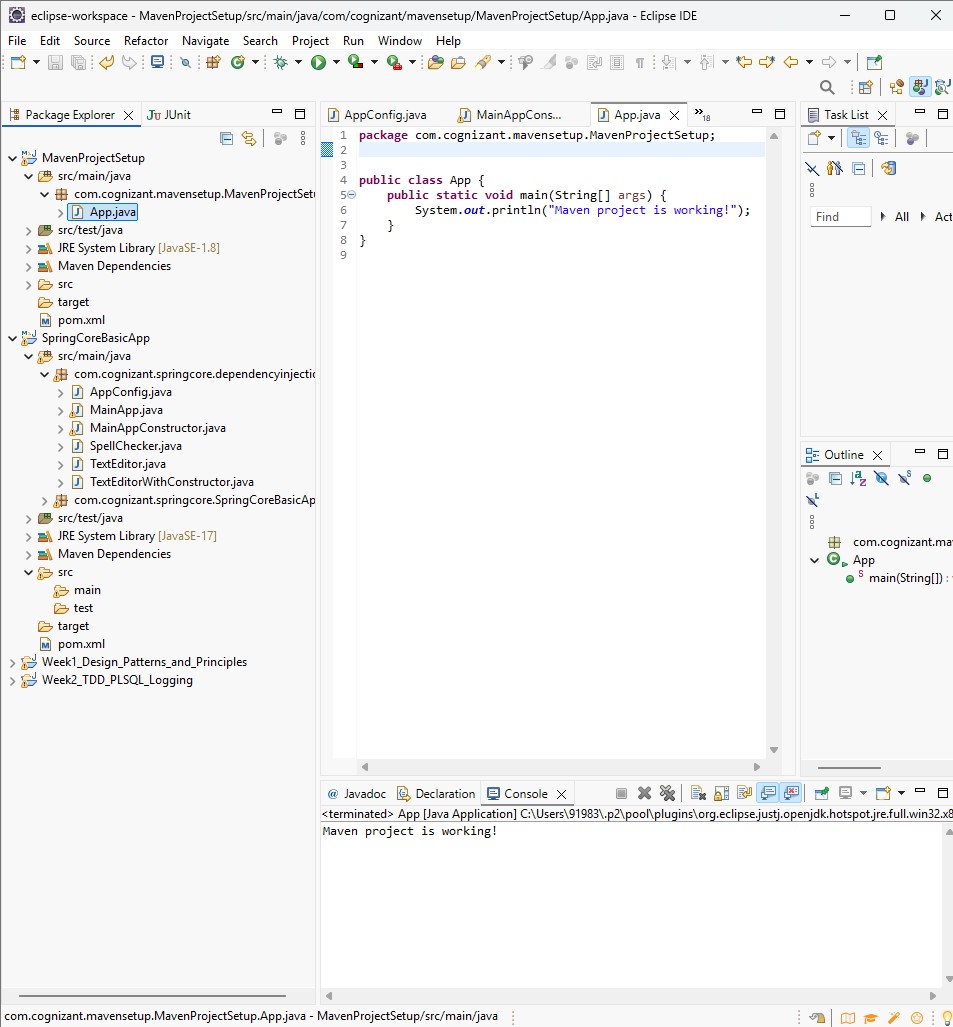 eclipse-workspace - MavenProjectSetup/src/main/java/com/cognizant/mavensetup/MavenProjectSetup/App.java - Eclipse IDE
File Edit Source Refactor Navigate Search Project Run Window Help
Package Explorer
JUnit
MavenProjectSetup
src/main/java
com.cognizant.mavensetup.MavenProjectSet
App.java
src/test/java
JRE System Library [JavaSE-1.8]
Maven Dependencies
src
target
pom.xml
SpringCoreBasicApp
src/main/java
com.cognizant.springcore.dependencyinjectic
AppConfig.java
MainApp.java
MainAppConstructor.java
SpellChecker.java
TextEditor.java
TextEditorWithConstructor.java
com.cognizant.springcore.SpringCoreBasicAp
src/test/java
JRE System Library [JavaSE-17]
Maven Dependencies
src
main
test
target
pom.xml
Week1_Design_Patterns_and_Principles
Week2_TDD_PLSQL_Logging
AppConfig.java MainAppCons... App.java »18
1 package com.cognizant.mavensetup.MavenProjectSetup;
2
3
4 public class App {
5 public static void main(String[] args) {
6 System.out.println("Maven project is working!");
7 }
8 }
9
Task List
Find All Act
Outline
com.cognizant.ma
App
main(String[]) :
@ Javadoc Declaration Console
<terminated> App [Java Application] C:\Users\91983\.p2\pool\plugins\org.eclipse.justj.openjdk.hotspot.jre.full.win32.x8
Maven project is working!
com.cognizant.mavensetup.MavenProjectSetup.App.java - MavenProjectSetup/src/main/java